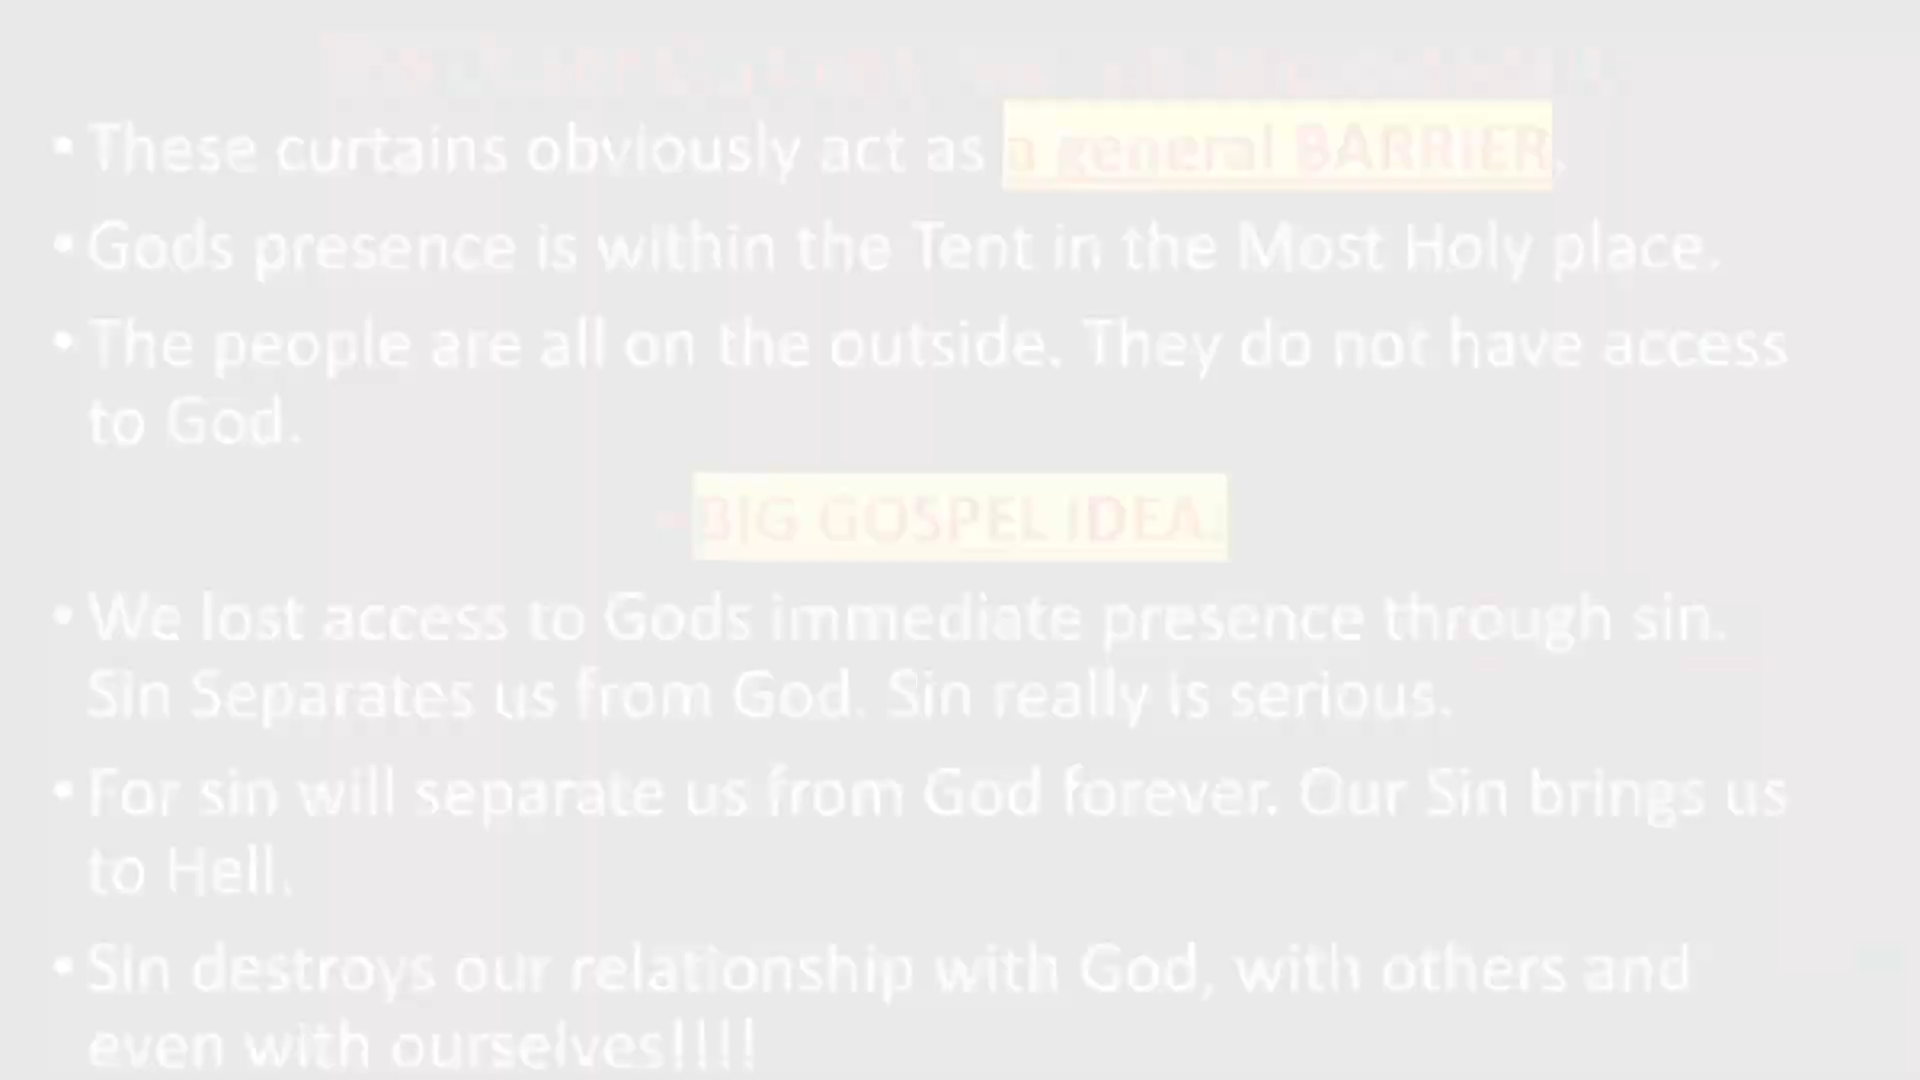 • These curtains obviously act as a general BARRIER.
• Gods presence is within the Tent in the Most Holy place.
• The people are all on the outside. They do not have access
to God.
• BIG GOSPEL IDEA.
• We lost access to Gods immediate presence through sin.
Sin Separates us from God. Sin really is serious.
• For sin will separate us from God forever. Our Sin brings us
to Hell.
• Sin destroys our relationship with God, with others and
even with ourselves!!!!